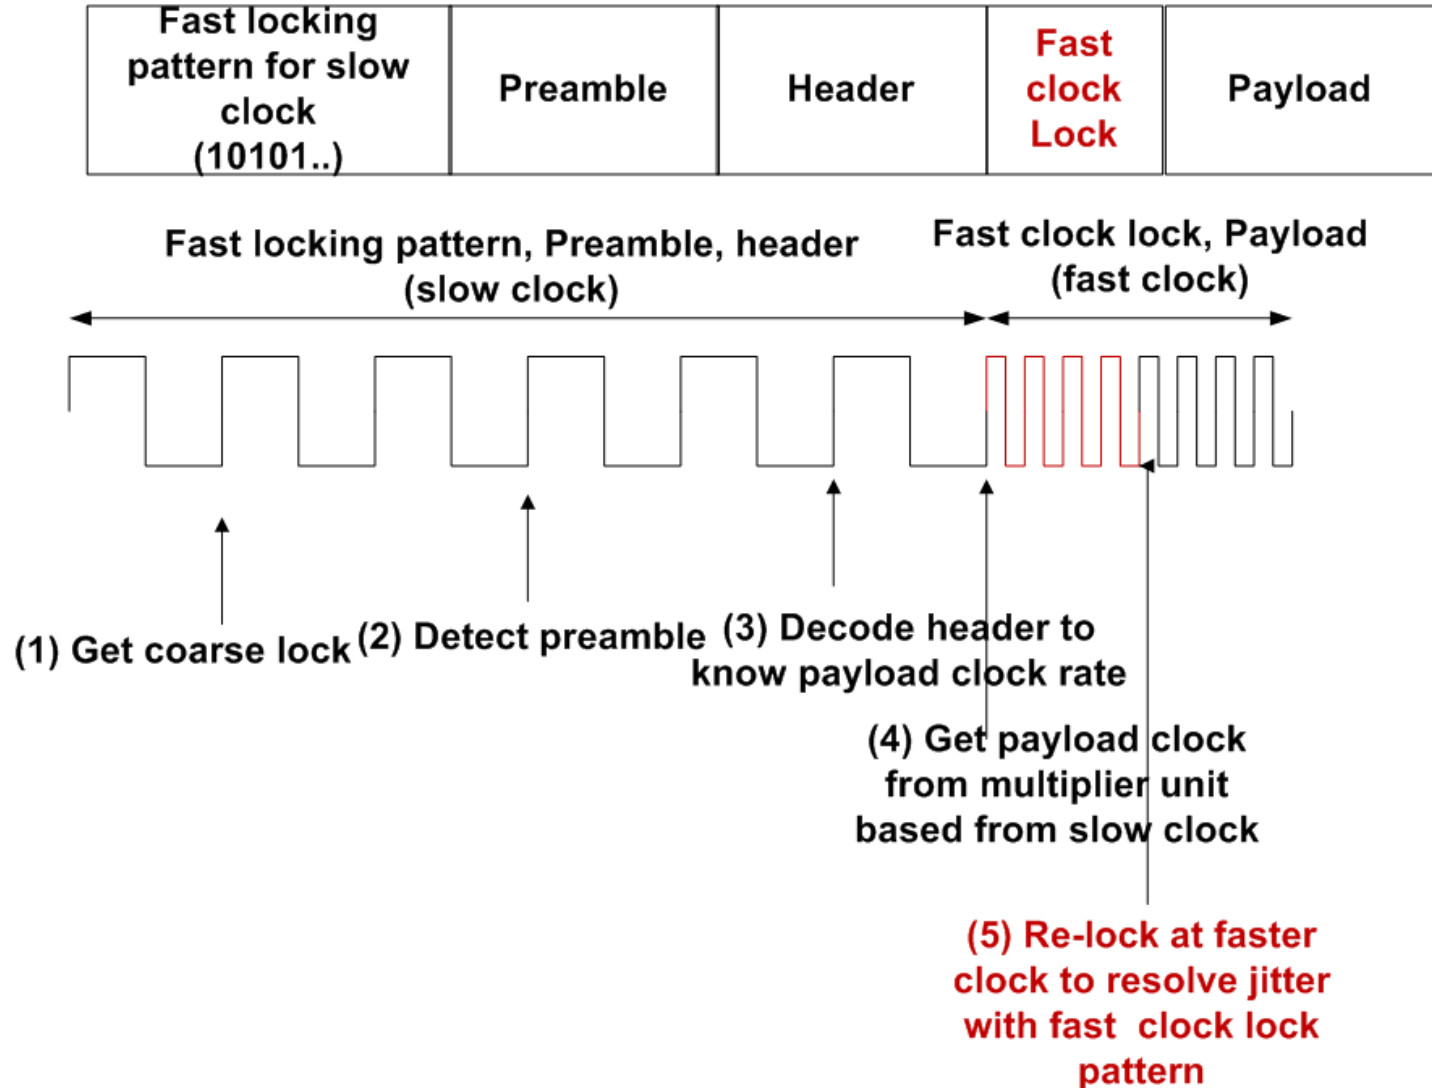 Fast locking
pattern for slow
clock
(10101..)
Preamble
Header
Fast
clock
Lock
Payload
Fast locking pattern, Preamble, header
(slow clock)
Fast clock lock, Payload
(fast clock)
(1) Get coarse lock
(2) Detect preamble
(3) Decode header to
know payload clock rate
(4) Get payload clock
from multiplier unit
based from slow clock
(5) Re-lock at faster
clock to resolve jitter
with fast clock lock
pattern